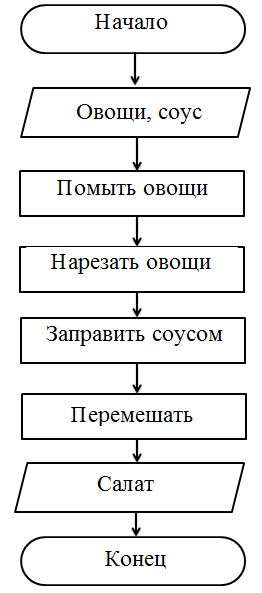 Начало
Овощи, соус
Помыть овощи
Нарезать овощи
Заправить соусом
Перемешать
Салат
Конец